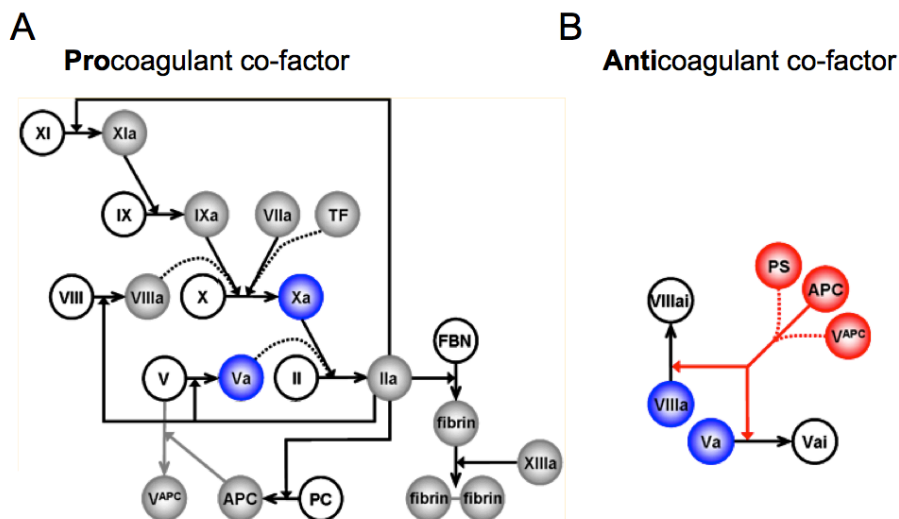 A
B
Procoagulant co-factor
Anticoagulant co-factor
XI
XIa
IX
IXa
VIIa
TF
VIII
VIIIa
X
Xa
V
Va
II
IIa
FBN
fibrin
XIIIa
VAPC
APC
PC
fibrin
fibrin
PS
APC
VAPC
VIIIai
VIIIa
Va
Vai